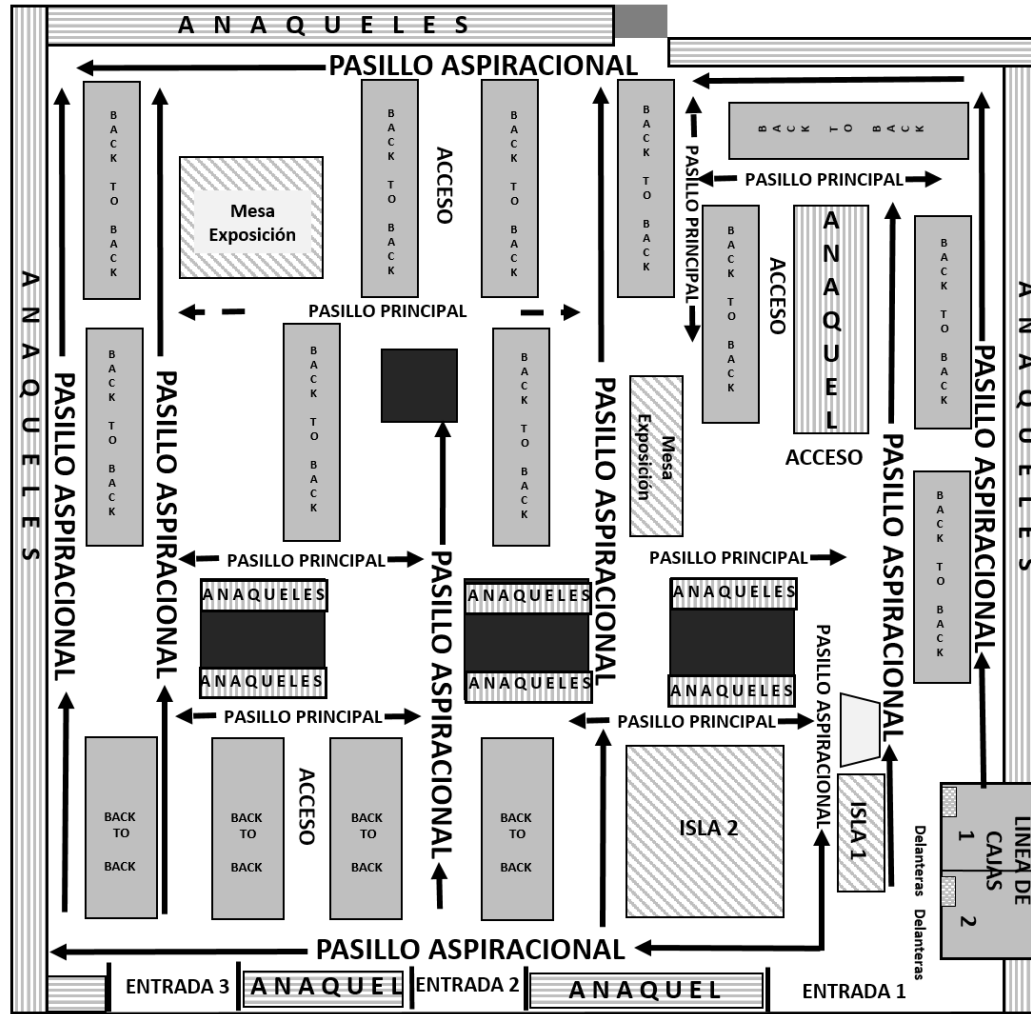 ANAQUELES
PASILLO ASPIRACIONAL
BACK TO BACK
BACK TO BACK
BACK TO BACK
BACK TO BACK
BACK TO BACK
ACCESO
Mesa
Exposición
PASILLO PRINCIPAL
PASILLO PRINCIPAL
ANAQUELES
ANAQUELES
BACK TO BACK
ACCESO
ANAQUEL
BACK TO BACK
PASILLO PRINCIPAL
BACK TO BACK
BACK TO BACK
BACK TO BACK
PASILLO ASPIRACIONAL
PASILLO ASPIRACIONAL
PASILLO ASPIRACIONAL
Mesa
Exposición
ACCESO
PASILLO ASPIRACIONAL
PASILLO ASPIRACIONAL
BACK TO BACK
PASILLO PRINCIPAL
PASILLO ASPIRACIONAL
PASILLO PRINCIPAL
ANAQUELES
ANAQUELES
ANAQUELES
ANAQUELES
ANAQUELES
ANAQUELES
PASILLO ASPIRACIONAL
PASILLO PRINCIPAL
PASILLO PRINCIPAL
BACK
TO
BACK
BACK
TO
BACK
ACCESO
BACK
TO
BACK
BACK
TO
BACK
ISLA 2
ISLA 1
Delanteras
Delanteras
1
2
LINEA DE
CAJAS
PASILLO ASPIRACIONAL
ENTRADA 3
ANAQUEL
ENTRADA 2
ANAQUEL
ENTRADA 1